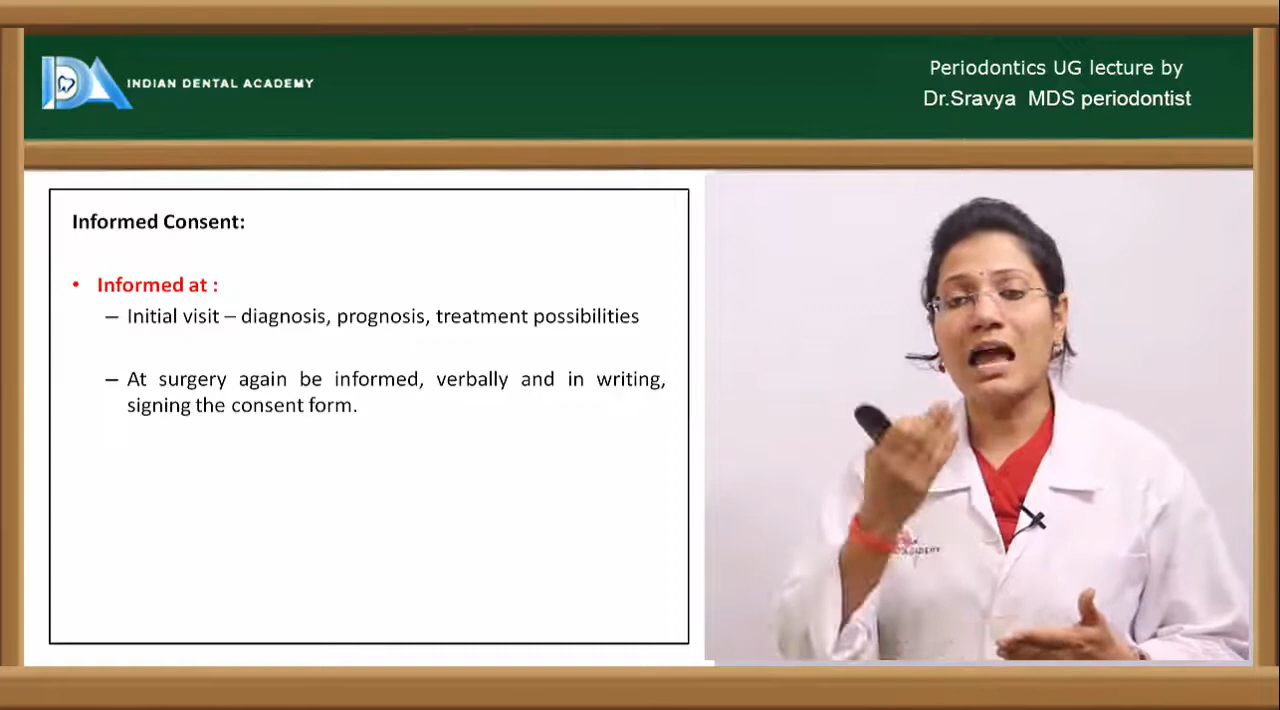 INDIAN DENTAL ACADEMY
Periodontics UG lecture by
Dr.Sravya MDS periodontist
Informed Consent:
• Informed at :
– Initial visit – diagnosis, prognosis, treatment possibilities
– At surgery again be informed, verbally and in writing,
signing the consent form.